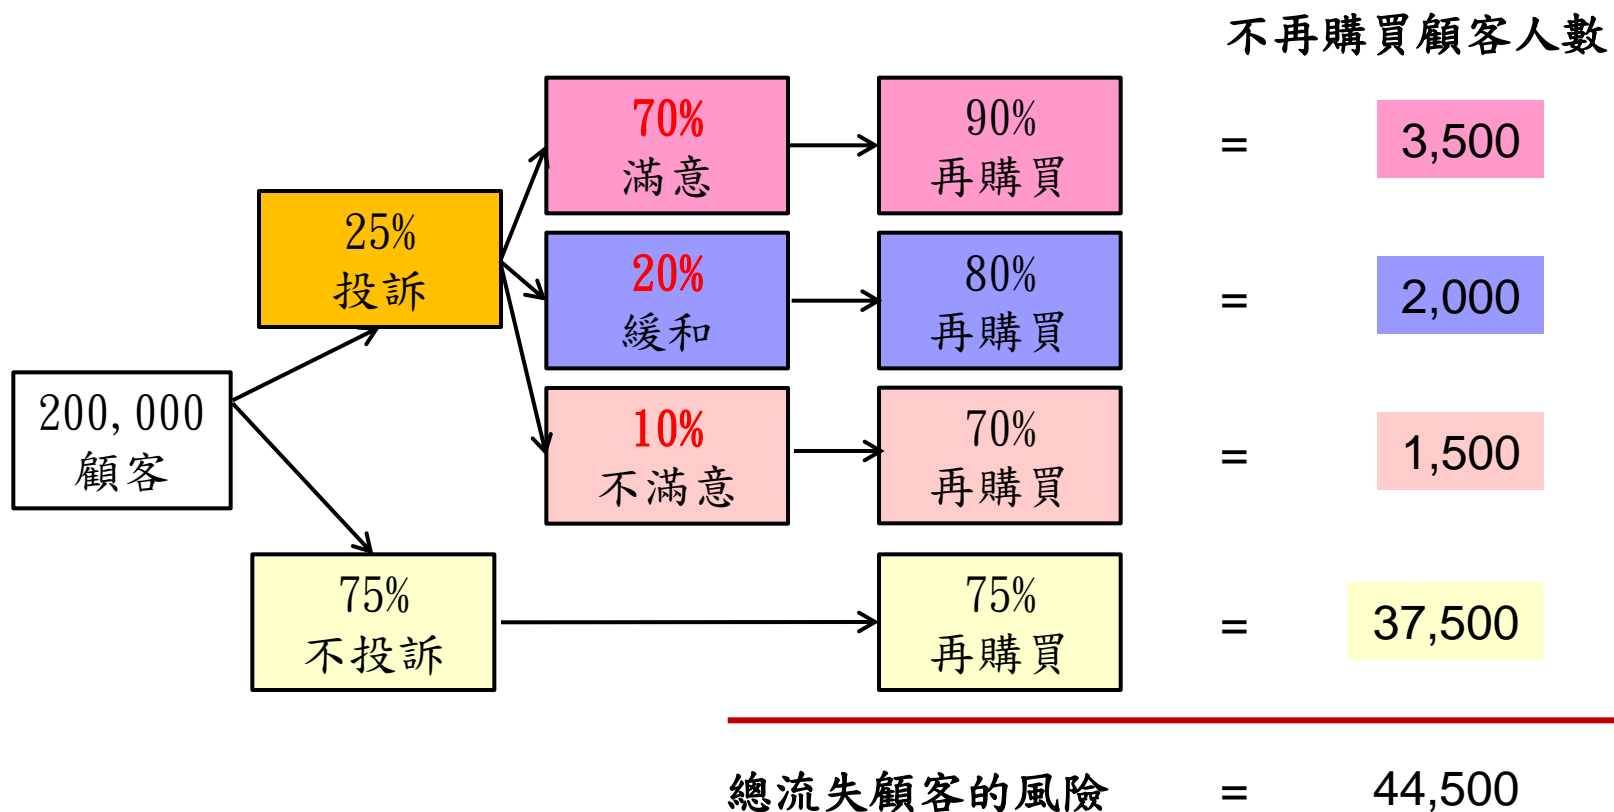 不再購買顧客人數
70%
滿意
90%
再購買
=
3,500
25%
投訴
20%
緩和
80%
再購買
=
2,000
200,000
顧客
10%
不滿意
70%
再購買
=
1,500
75%
不投訴
75%
再購買
=
37,500
總流失顧客的風險 = 44,500